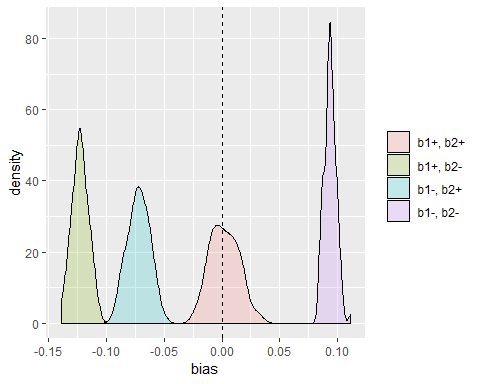 80
60
40
20
0
density
-0.15 -0.10 -0.05 0.00 0.05 0.10
bias
b1+, b2+
b1+, b2-
b1-, b2+
b1-, b2-